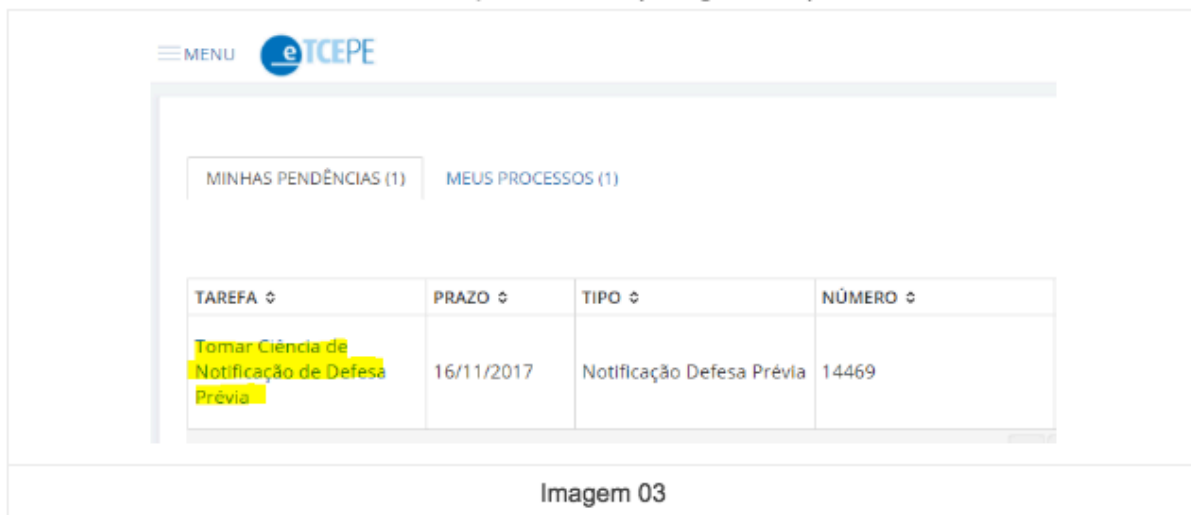 MENU eTCEPE
MINHAS PENDÊNCIAS (1) MEUS PROCESSOS (1)
TAREFA PRAZO TIPO NÚMERO
Tomar Ciência de
Notificação de Defesa
Prévia
16/11/2017 Notificação Defesa Prévia 14469
Imagem 03